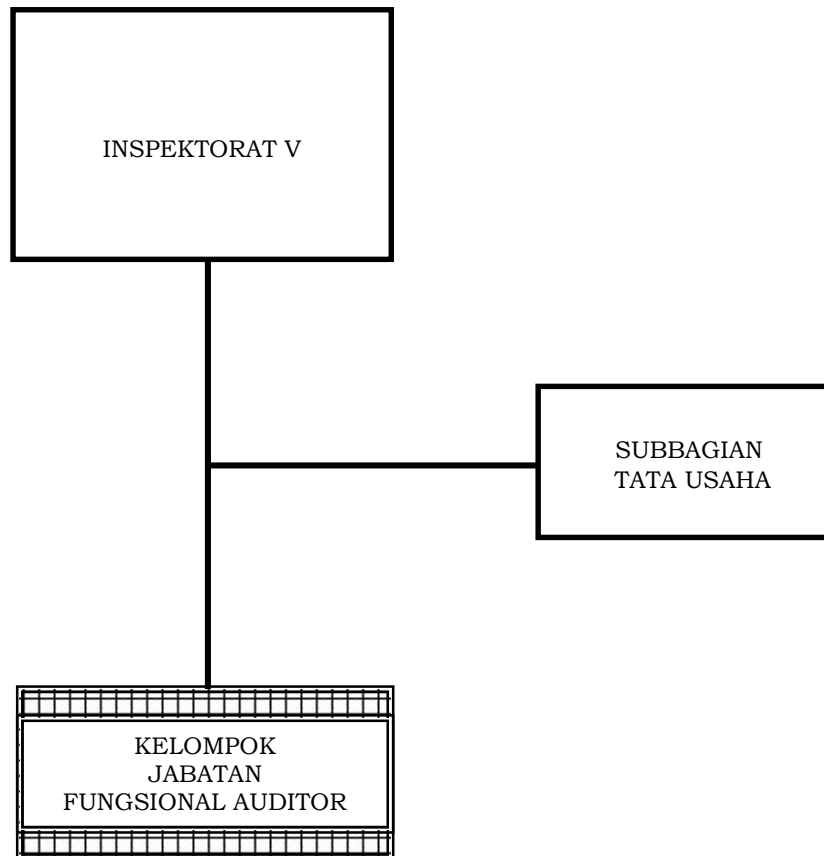 INSPEKTORAT V
SUBBAGIAN
TATA USAHA
KELOMPOK
JABATAN
FUNGSIONAL AUDITOR